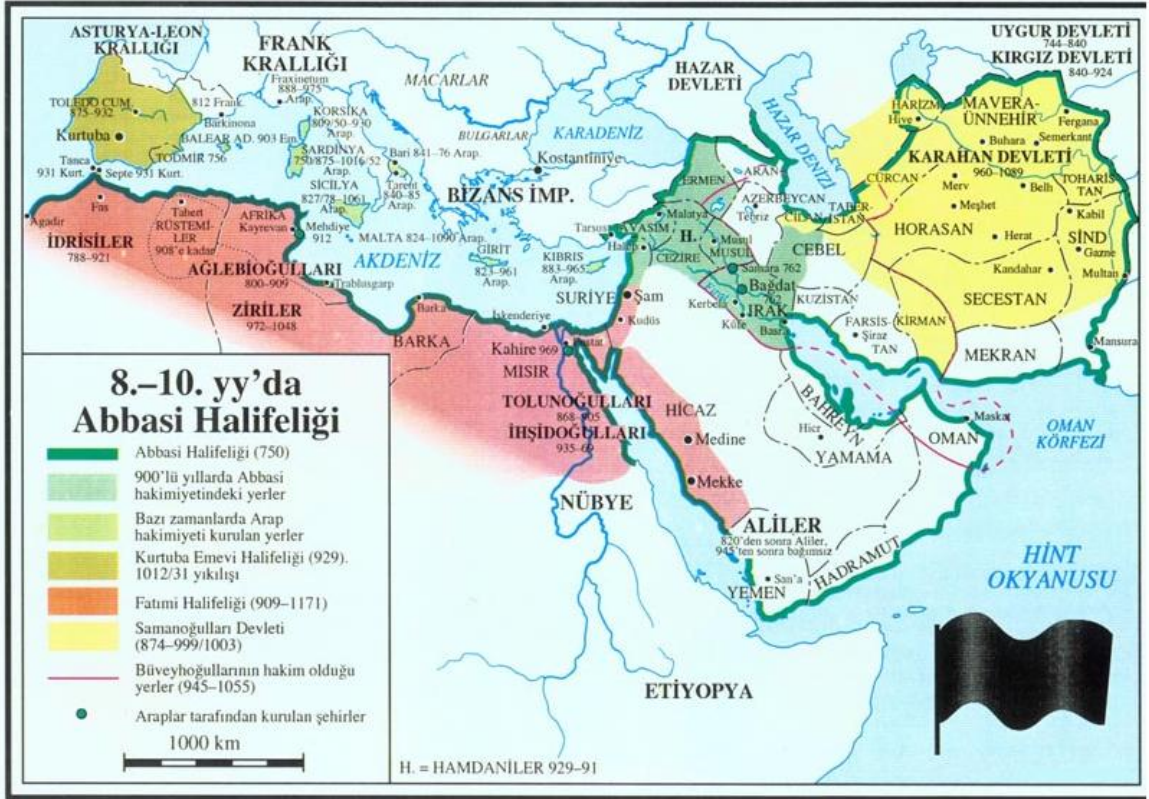 ASTURYA-LEON
KRALLIĞI
FRANK
KRALLIĞI
Fraxinetum
888–975
Arap.
MACARLAR
HAZAR
DEVLETİ
UYGUR DEVLETİ
744–840
KIRGIZ DEVLETİ
840–924
TOLEDO CUM.
875–932
812 Frank.
Barkinona
Kurtuba
BALEAR AD. 903 Em.
TODMIR 756
KORSİKA
809/50–930
Arap.
SARDİNYA
750/875–1016/52
Arap.
Bari 841–76 Arap.
Tarent
840–85
Arap.
SİCİLYA
827/78–1061
Arap.
BULGARLAR
KARADENİZ
Kostantiniye
BİZANS İMP.
HAZAR DENİZİ
HARİZM
Hive
MAVERA-
ÜNNEHİR
Fergana
Buhara
Semerkant
KARAHAN DEVLETİ
960–1089
CÜRCAN
Merv
Belh
TOHARİS
TAN
Tanca
931 Kurt.
Septe 931 Kurt.
Agadir
Fas
İDRİSİLER
788–921
Tahert
RÜSTEMİ-
LER
908'e kadar
AFRİKA
Kayrevan
Mehdiye
912
MALTA 824–1090 Arap.
AKDENİZ
GİRİT
823–961
Arap.
KIBRIS
883–965
Arap.
AĞLEBİOĞULLARI
800–909
Trablusgarp
ZİRİLER
972–1048
Barka
BARKA
İskenderiye
ERMEN
ARAN
AZERBEYCAN
Tebriz
Malatya
Tarsus
AVASIM
Halep
H.
CEZİRE
Musul
MUSUL
TABER-
İSTAN
CEBEL
Samara 762
Bağdat
762
Fırat
Kerbela
IRAK
Kûfe
Basra
KUZİSTAN
SURİYE
Şam
Kudüs
Meşhet
HORASAN
Herat
Kabil
SİND
Gazne
Kandahar
Multan
SECESTAN
FARSİS-
TAN
Şiraz
KİRMAN
MEKRAN
Mansura
Kahire 969
Fustat
MISIR
TOLUNOĞULLARI
868–905
İHŞİDOĞULLARI
935–69
HİCAZ
Medine
Mekke
BAHREYN
Hicr
YAMAMA
Maskat
OMAN
OMAN
KÖRFEZİ
NÜBYE
ALİLER
820'den sonra Aliler,
945'ten sonra bağımsız
HADRAMUT
San'a
YEMEN
HİNT
OKYANUSU
ETİYOPYA
8.–10. yy'da
Abbasi Halifeliği
Abbasi Halifeliği (750)
900'lü yıllarda Abbasi
hakimiyetindeki yerler
Bazı zamanlarda Arap
hakimiyeti kurulan yerler
Kurtuba Emevi Halifeliği (929).
1012/31 yıkılışı
Fatımi Halifeliği (909–1171)
Samanoğulları Devleti
(874–999/1003)
Büveyhoğullarının hakim olduğu
yerler (945–1055)
Araplar tarafından kurulan şehirler
1000 km
H. = HAMDANİLER 929–91